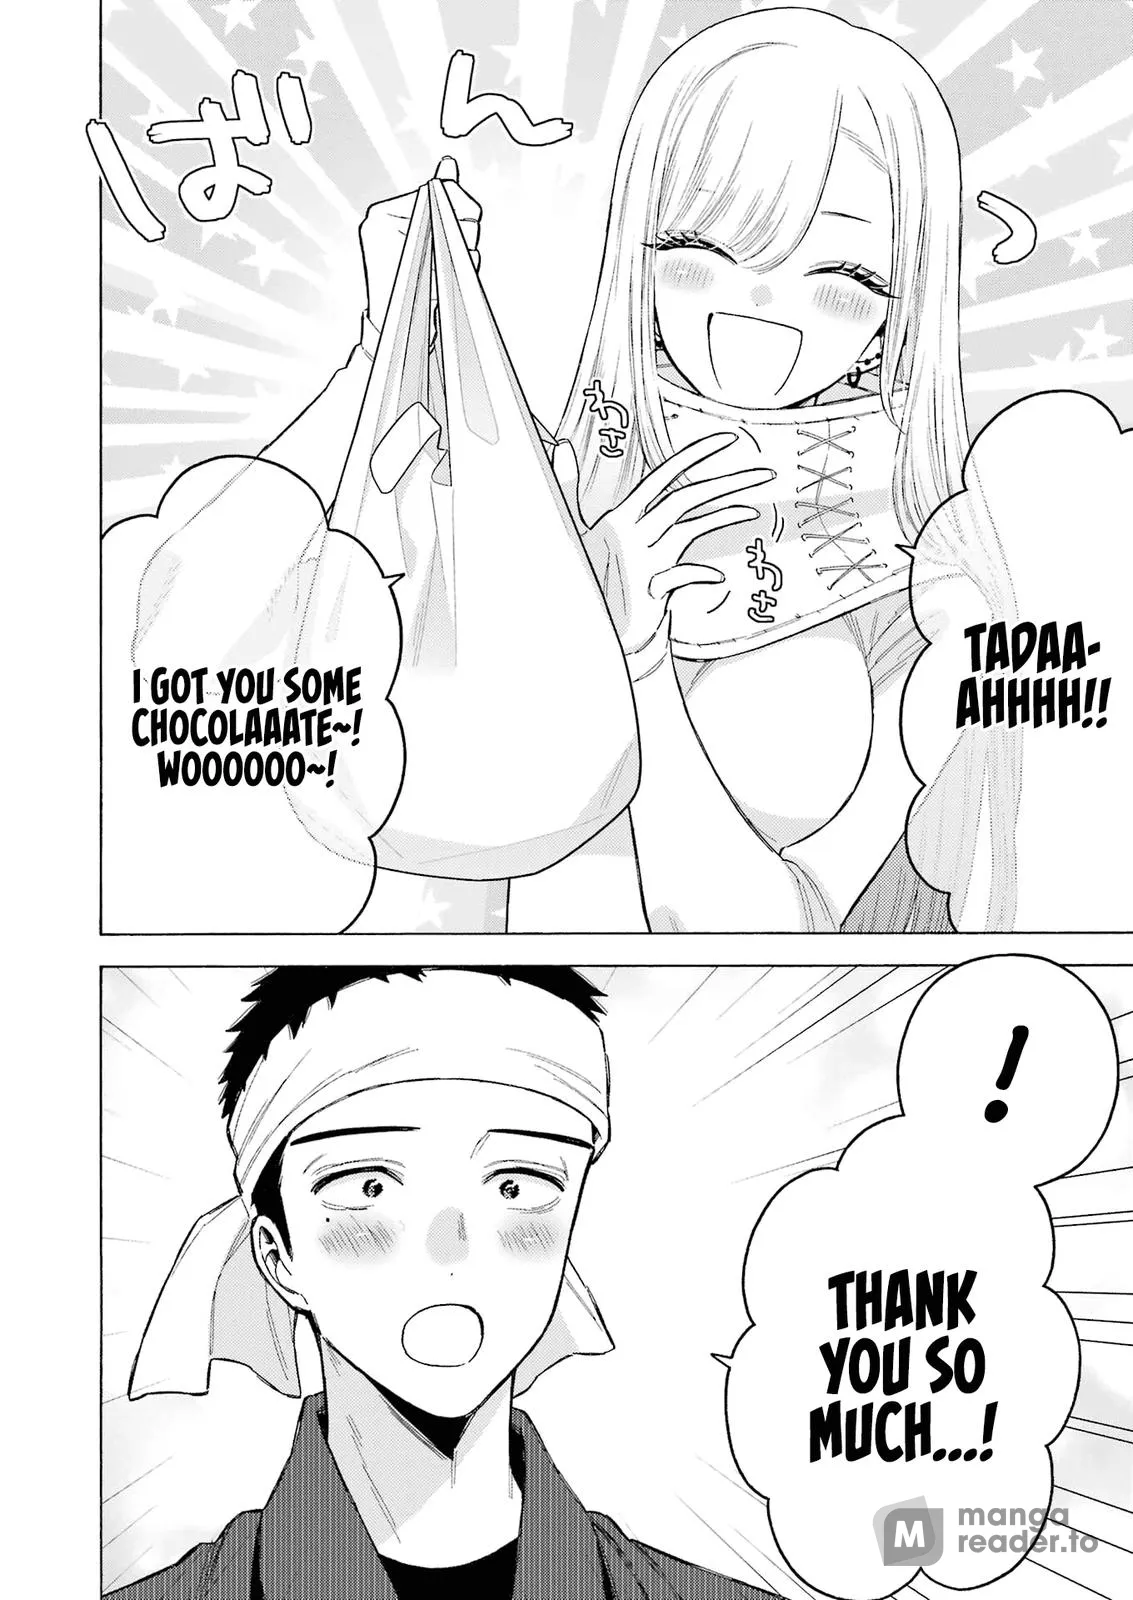 ばんっ
TADAA-
AHHHH!!
わさ
わさ
I GOT YOU SOME
CHOCOLAAATE~!
WOOOOOO~!
!
THANK
YOU SO
MUCH...!
M manga
reader.to